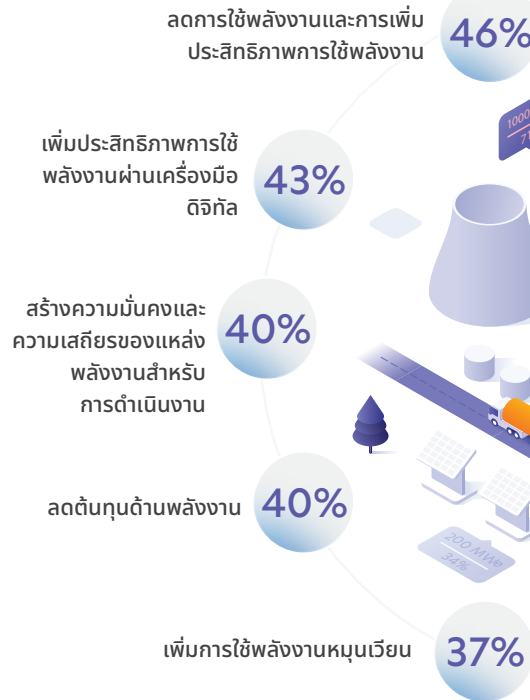 ลดการใช้พลังงานและการเพิ่ม
ประสิทธิภาพการใช้พลังงาน
46%
เพิ่มประสิทธิภาพการใช้
พลังงานผ่านเครื่องมือ
ดิจิทัล
43%
สร้างความมั่นคงและ
ความเสถียรของแหล่ง
พลังงานสำหรับ
การดำเนินงาน
40%
ลดต้นทุนด้านพลังงาน
40%
200 MWe
34%
เพิ่มการใช้พลังงานหมุนเวียน
37%